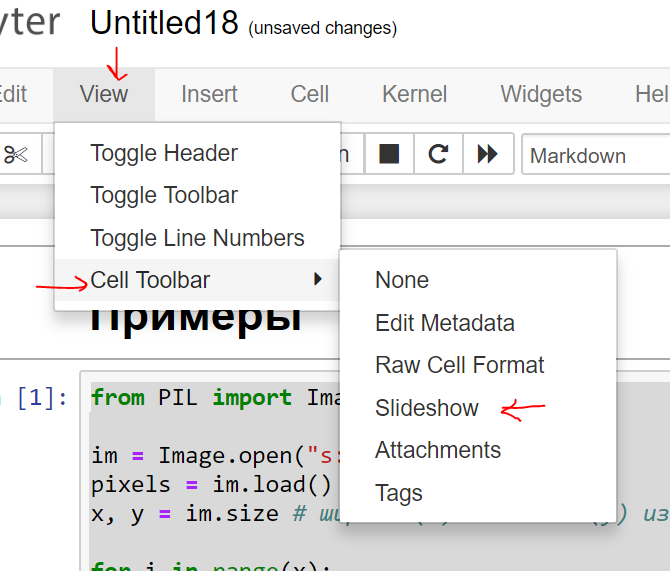 yter Untitled18 (unsaved changes)
Edit View Insert Cell Kernel Widgets Hel
Markdown
Toggle Header
Toggle Toolbar
Toggle Line Numbers
Cell Toolbar
None
Edit Metadata
Raw Cell Format
Slideshow
Attachments
Tags
Примеры
[1]:
from PIL import Ima
im = Image.open("s:
pixels = im.load()
x, y = im.size # y) из
for i in range(x):